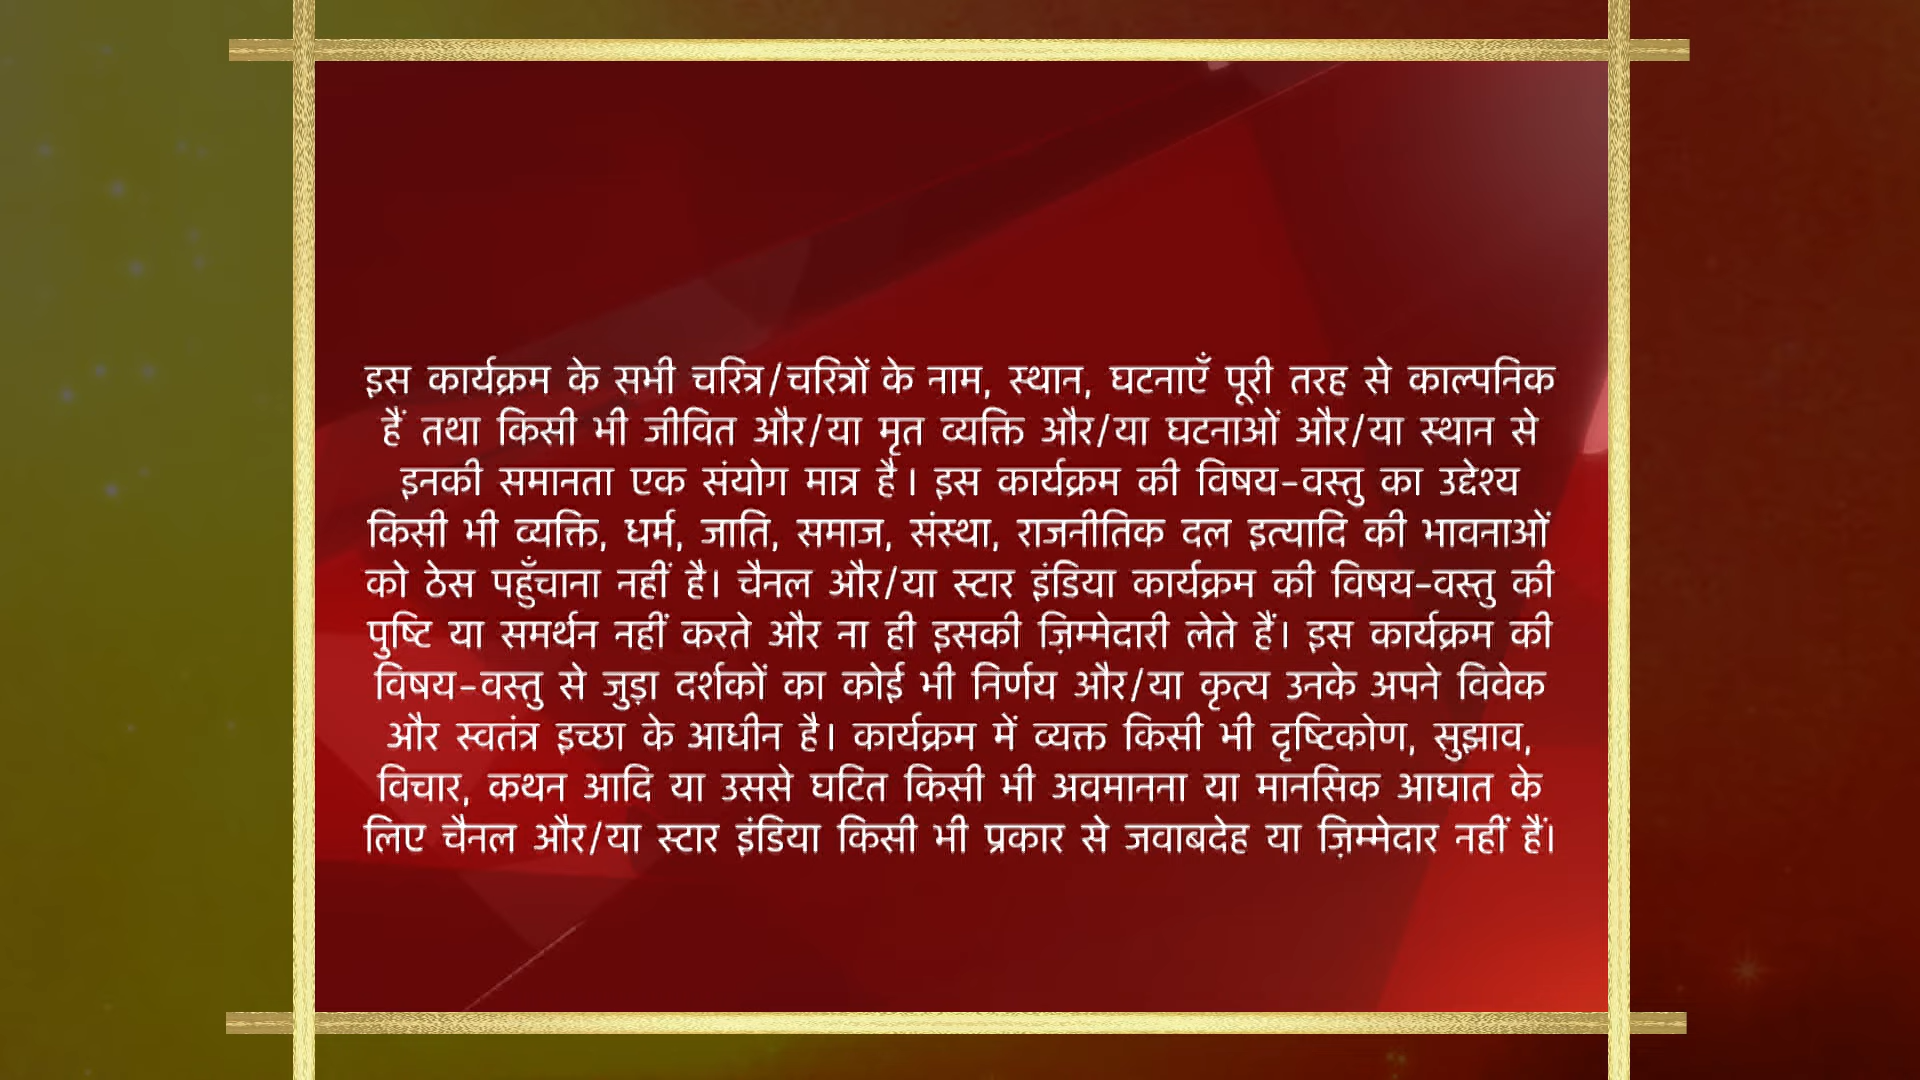 इस कार्यक्रम के सभी चरित्र/चरित्रों के नाम, स्थान, घटनाएँ पूरी तरह से काल्पनिक
हैं तथा किसी भी जीवित और/या मृत व्यक्ति और/या घटनाओं और/या स्थान से
इनकी समानता एक संयोग मात्र है। इस कार्यक्रम की विषय-वस्तु का उद्देश्य
किसी भी व्यक्ति, धर्म, जाति, समाज, संस्था, राजनीतिक दल इत्यादि की भावनाओं
को ठेस पहुँचाना नहीं है। चैनल और/या स्टार इंडिया कार्यक्रम की विषय-वस्तु की
पुष्टि या समर्थन नहीं करते और ना ही इसकी ज़िम्मेदारी लेते हैं। इस कार्यक्रम की
विषय-वस्तु से जुड़ा दर्शकों का कोई भी निर्णय और/या कृत्य उनके अपने विवेक
और स्वतंत्र इच्छा के आधीन है। कार्यक्रम में व्यक्त किसी भी दृष्टिकोण, सुझाव,
विचार, कथन आदि या उससे घटित किसी भी अवमानना या मानसिक आघात के
लिए चैनल और/या स्टार इंडिया किसी भी प्रकार से जवाबदेह या ज़िम्मेदार नहीं हैं।